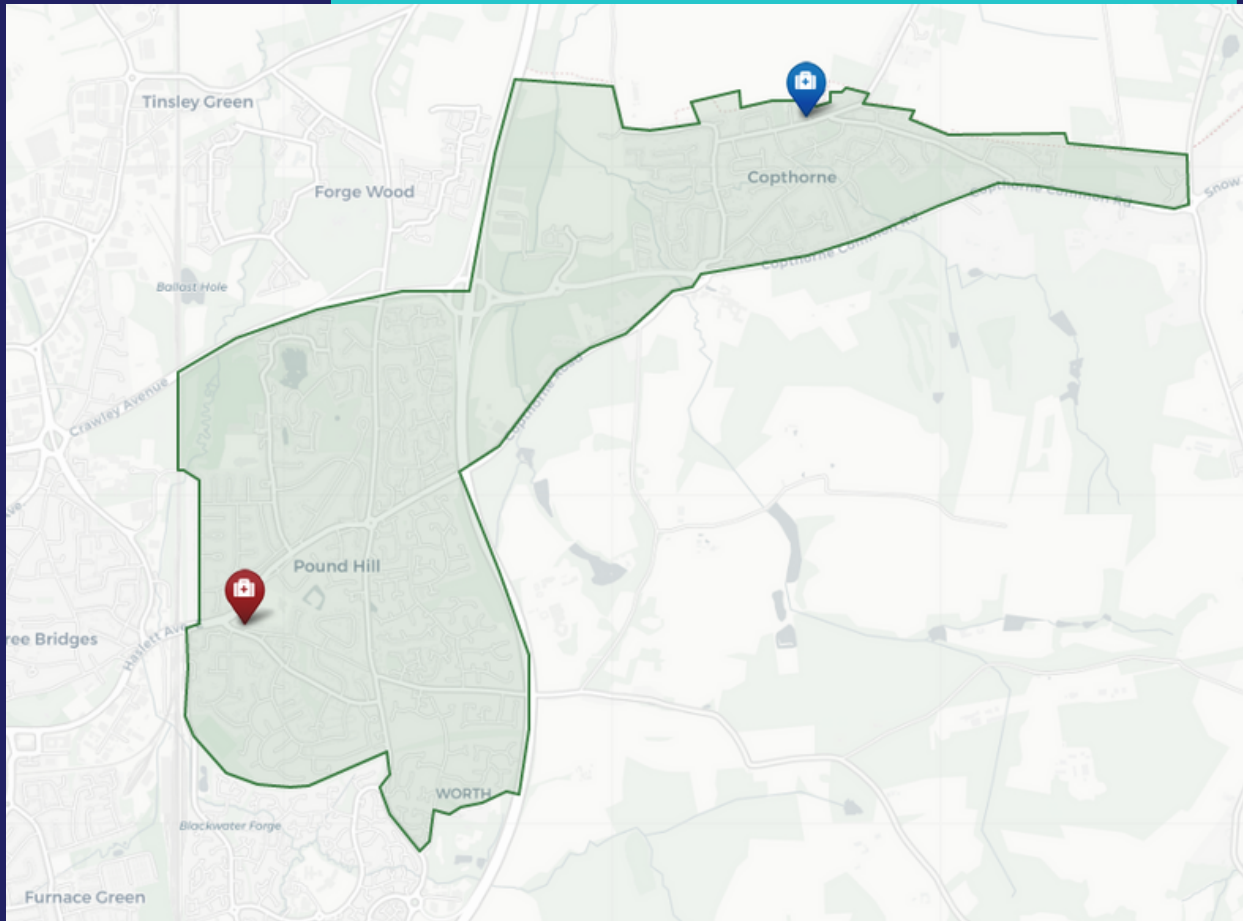 Tinsley Green
Forge Wood
Copthorne
Snow
Copthorne Common Rd
Copthorne Common Rd
Ballast Hole
Crawley Avenue
Copthorne Road
Ave
Pound Hill
ree Bridges
Haslett Ave
WORTH
Blackwater Forge
Furnace Green